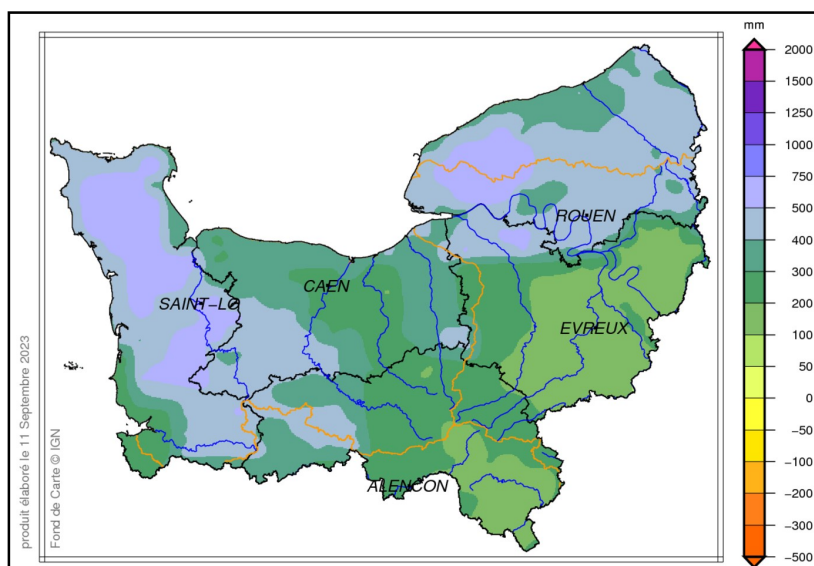 mm
2000
1500
1250
1000
750
500
400
300
200
100
50
0
−50
−100
−200
−300
−500
ROUEN
CAEN
SAINT−LO
EVREUX
ALENCON
produit élaboré le 11 Septembre 2023
Fond de Carte © IGN